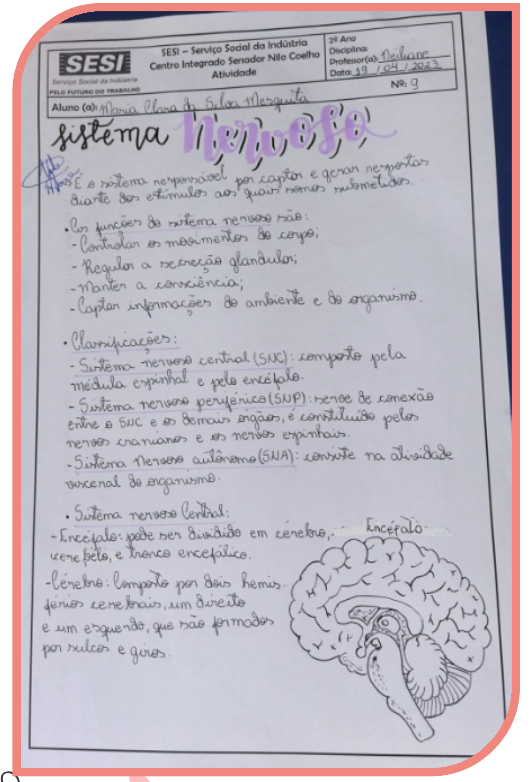 SESI
Serviço Social da Indústria
PELO FUTURO DO TRABALHO
SESI – Serviço Social da Indústria
Centro Integrado Senador Nilo Coelho
Atividade
2º Ano
Disciplina:
Professor(a): Neiliane
Data: 19 / 04 / 2023
Aluno (a): Maria Clara da Silva Mesquita
Nº: 9
Sistema Nervoso
É o sistema responsável por captar e gerar respostas
diante dos estímulos aos quais somos submetidos.
• As funções do sistema nervoso são:
- Controlar os movimentos do corpo;
- Regular a secreção glandular;
- Manter a consciência;
- Captar informações do ambiente e do organismo.
• Classificações:
- Sistema nervoso central (SNC): composto pela
medula espinhal e pelo encéfalo.
- Sistema nervoso periférico (SNP): serve de conexão
entre o SNC e os demais órgãos, é constituído pelos
nervos cranianos e os nervos espinhais.
- Sistema Nervoso autônomo (SNA): consiste na atividade
visceral do organismo.
• Sistema nervoso Central:
- Encéfalo: pode ser dividido em cérebro,
cerebelo, e tronco encefálico.
Encéfalo
- Cérebro: Composto por dois hemis
férios cerebrais, um direito
e um esquerdo, que são formados
por sulcos e giros.
C)